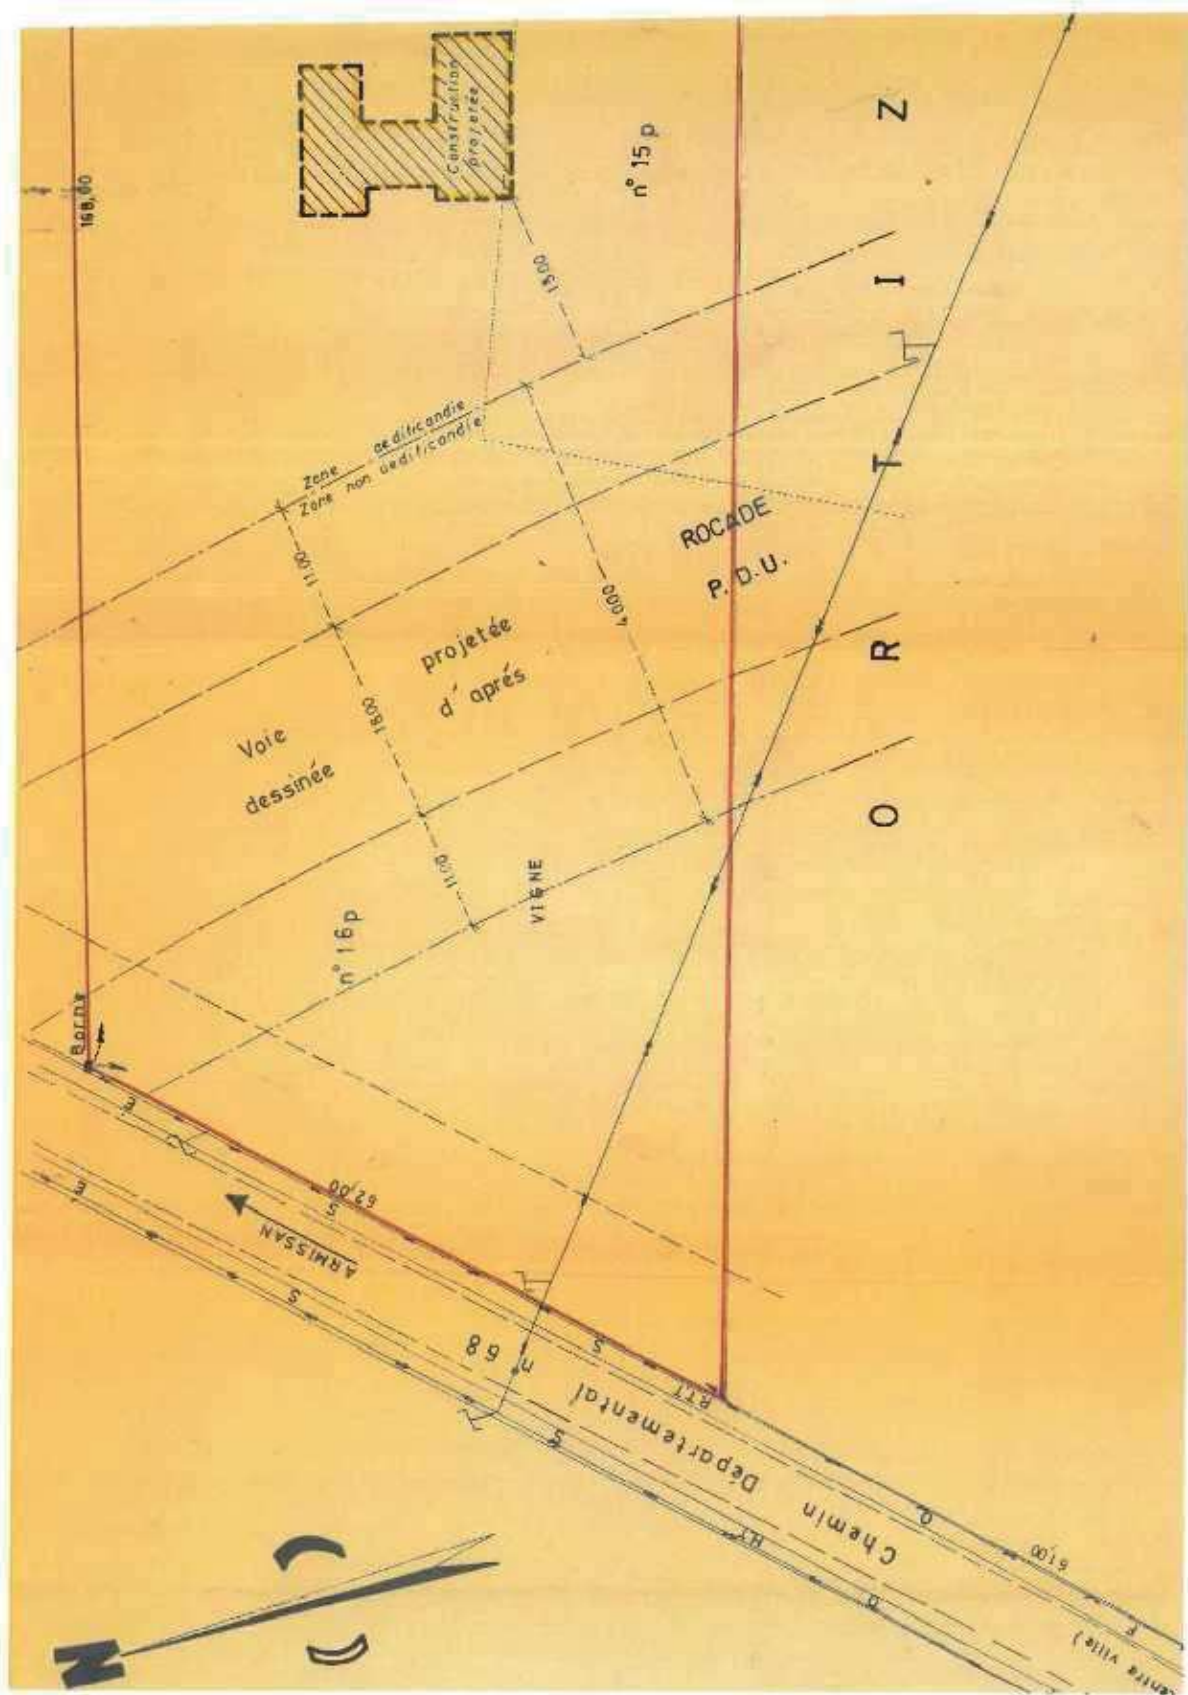 Construction
projetée
168,00
n° 15 p
Z
I
T
R
O
15.00
Zone aedificandie
Zone non aedificandie
11.00
18.00
11.00
40.00
ROCADE
P.D.U.
projetée
d'aprés
Voie
dessinée
VIGNE
n° 16 p
Borne
E
62,00
S
ARMISSAN
E
S
S
n° 68
P.T.T
S
Chemin Départemental
H.T
O
O
61,00
F
N